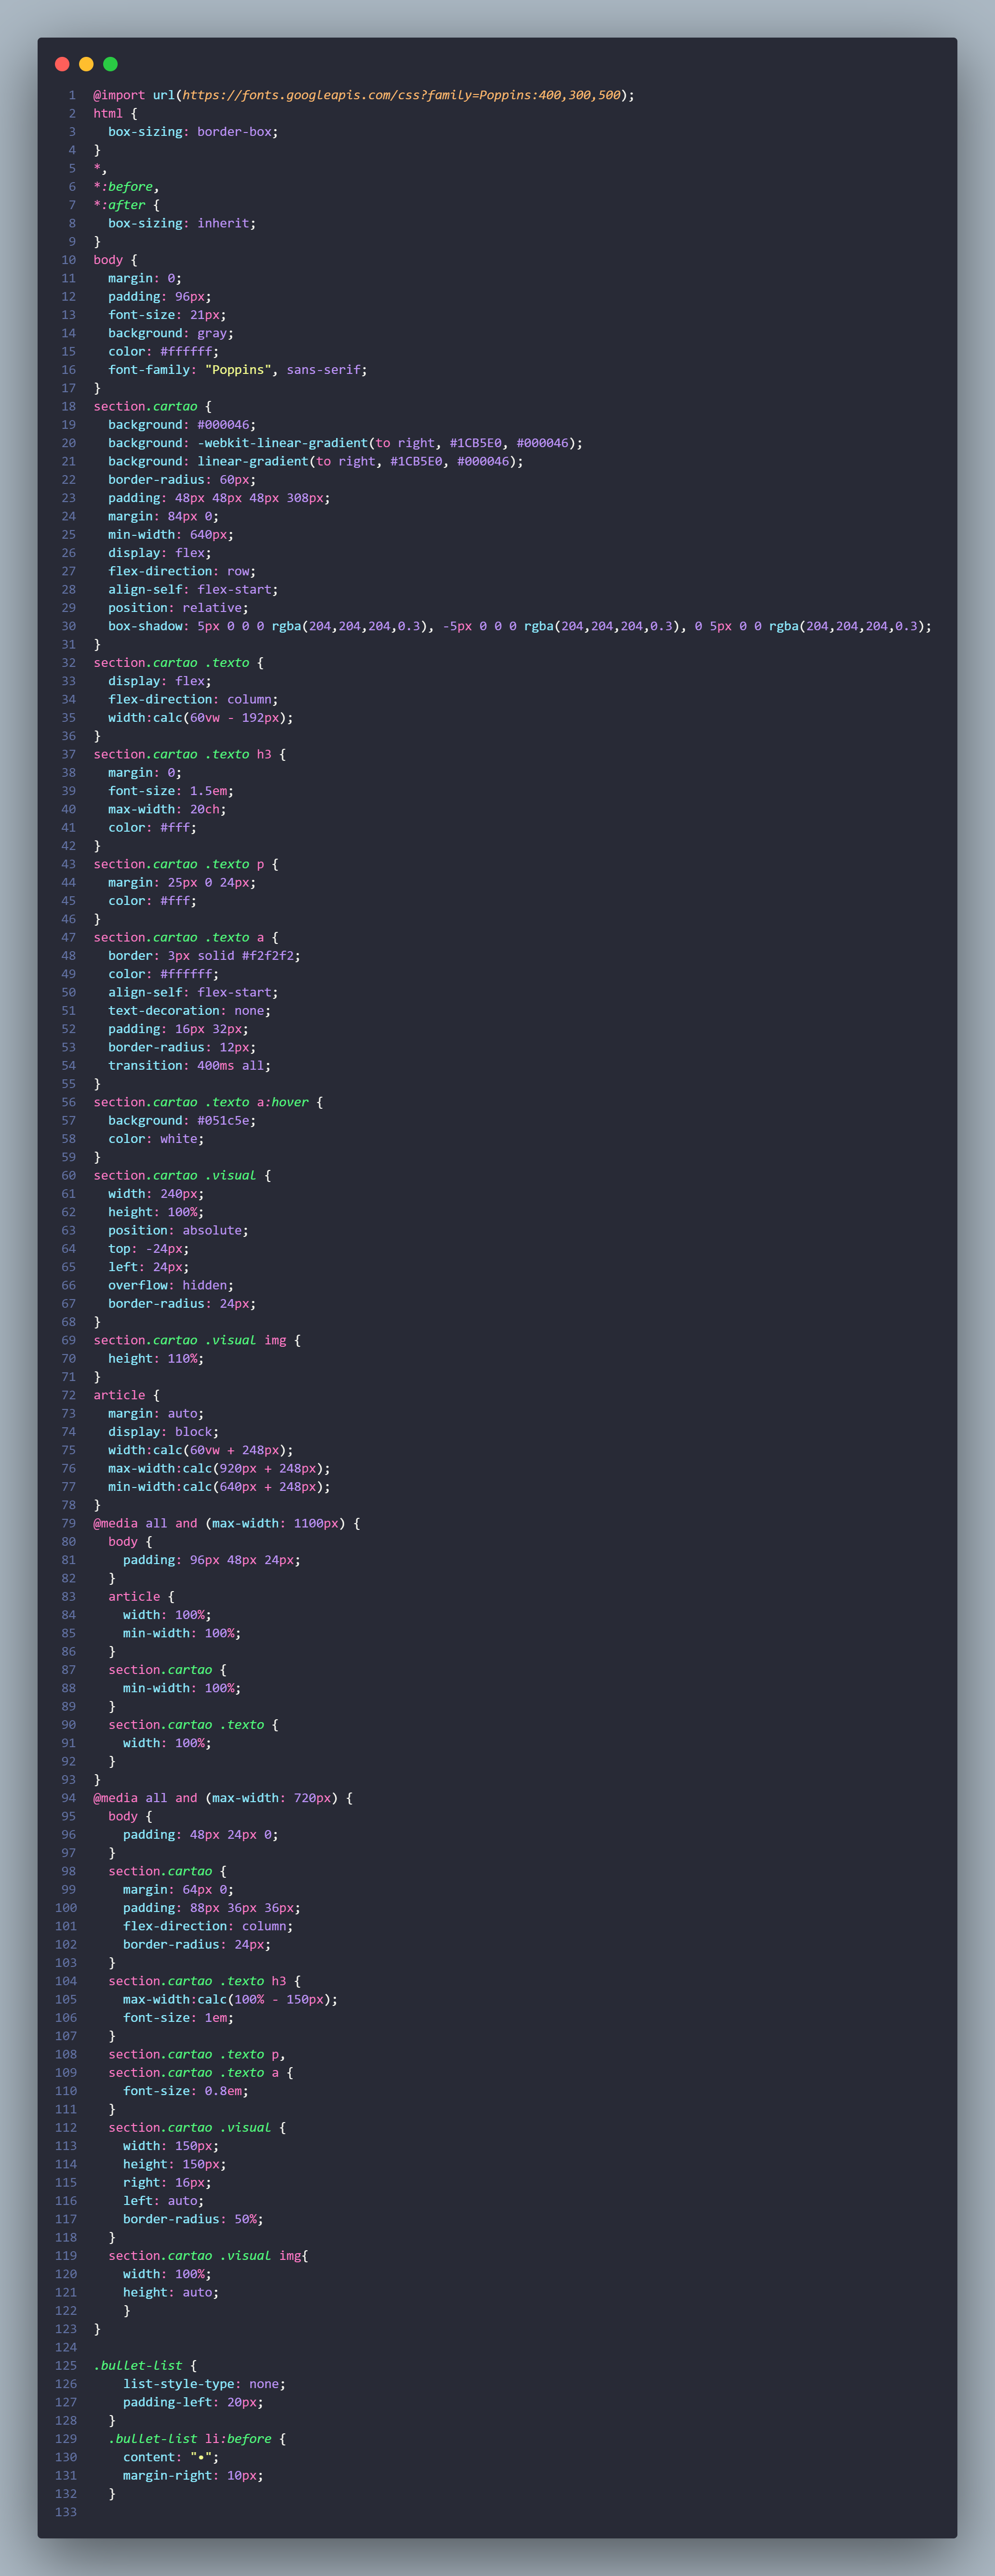 1 @import url(https://fonts.googleapis.com/css?family=Poppins:400,300,500);
2 html {
3   box-sizing: border-box;
4 }
5 *,
6 *:before,
7 *:after {
8   box-sizing: inherit;
9 }
10 body {
11   margin: 0;
12   padding: 96px;
13   font-size: 21px;
14   background: gray;
15   color: #ffffff;
16   font-family: "Poppins", sans-serif;
17 }
18 section.cartao {
19   background: #000046;
20   background: -webkit-linear-gradient(to right, #1CB5E0, #000046);
21   background: linear-gradient(to right, #1CB5E0, #000046);
22   border-radius: 60px;
23   padding: 48px 48px 48px 308px;
24   margin: 84px 0;
25   min-width: 640px;
26   display: flex;
27   flex-direction: row;
28   align-self: flex-start;
29   position: relative;
30   box-shadow: 5px 0 0 0 rgba(204,204,204,0.3), -5px 0 0 0 rgba(204,204,204,0.3), 0 5px 0 0 rgba(204,204,204,0.3);
31 }
32 section.cartao .texto {
33   display: flex;
34   flex-direction: column;
35   width:calc(60vw - 192px);
36 }
37 section.cartao .texto h3 {
38   margin: 0;
39   font-size: 1.5em;
40   max-width: 20ch;
41   color: #fff;
42 }
43 section.cartao .texto p {
44   margin: 25px 0 24px;
45   color: #fff;
46 }
47 section.cartao .texto a {
48   border: 3px solid #f2f2f2;
49   color: #ffffff;
50   align-self: flex-start;
51   text-decoration: none;
52   padding: 16px 32px;
53   border-radius: 12px;
54   transition: 400ms all;
55 }
56 section.cartao .texto a:hover {
57   background: #051c5e;
58   color: white;
59 }
60 section.cartao .visual {
61   width: 240px;
62   height: 100%;
63   position: absolute;
64   top: -24px;
65   left: 24px;
66   overflow: hidden;
67   border-radius: 24px;
68 }
69 section.cartao .visual img {
70   height: 110%;
71 }
72 article {
73   margin: auto;
74   display: block;
75   width:calc(60vw + 248px);
76   max-width:calc(920px + 248px);
77   min-width:calc(640px + 248px);
78 }
79 @media all and (max-width: 1100px) {
80   body {
81     padding: 96px 48px 24px;
82   }
83   article {
84     width: 100%;
85     min-width: 100%;
86   }
87   section.cartao {
88     min-width: 100%;
89   }
90   section.cartao .texto {
91     width: 100%;
92   }
93 }
94 @media all and (max-width: 720px) {
95   body {
96     padding: 48px 24px 0;
97   }
98   section.cartao {
99     margin: 64px 0;
100     padding: 88px 36px 36px;
101     flex-direction: column;
102     border-radius: 24px;
103   }
104   section.cartao .texto h3 {
105     max-width:calc(100% - 150px);
106     font-size: 1em;
107   }
108   section.cartao .texto p,
109   section.cartao .texto a {
110     font-size: 0.8em;
111   }
112   section.cartao .visual {
113     width: 150px;
114     height: 150px;
115     right: 16px;
116     left: auto;
117     border-radius: 50%;
118   }
119   section.cartao .visual img{
120     width: 100%;
121     height: auto;
122     }
123 }
124
125 .bullet-list {
126     list-style-type: none;
127     padding-left: 20px;
128   }
129   .bullet-list li:before {
130     content: "•";
131     margin-right: 10px;
132   }
133